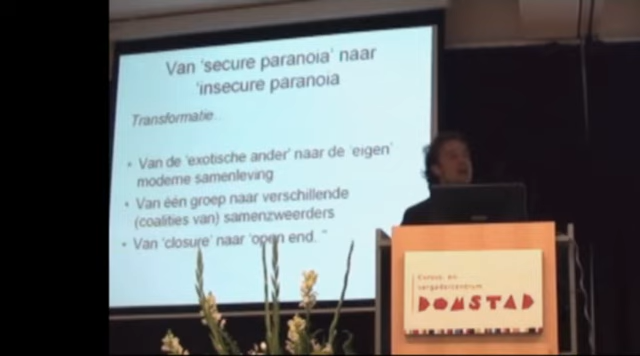 Van 'secure paranoia' naar
'insecure paranoia
Transformatie..
• Van de 'exotische ander' naar de 'eigen'
moderne samenleving
• Van één groep naar verschillende
(coalities van) samenzweerders
• Van 'closure' naar 'open end. "
Cursus- en
vergadercentrum
DOMSTAD